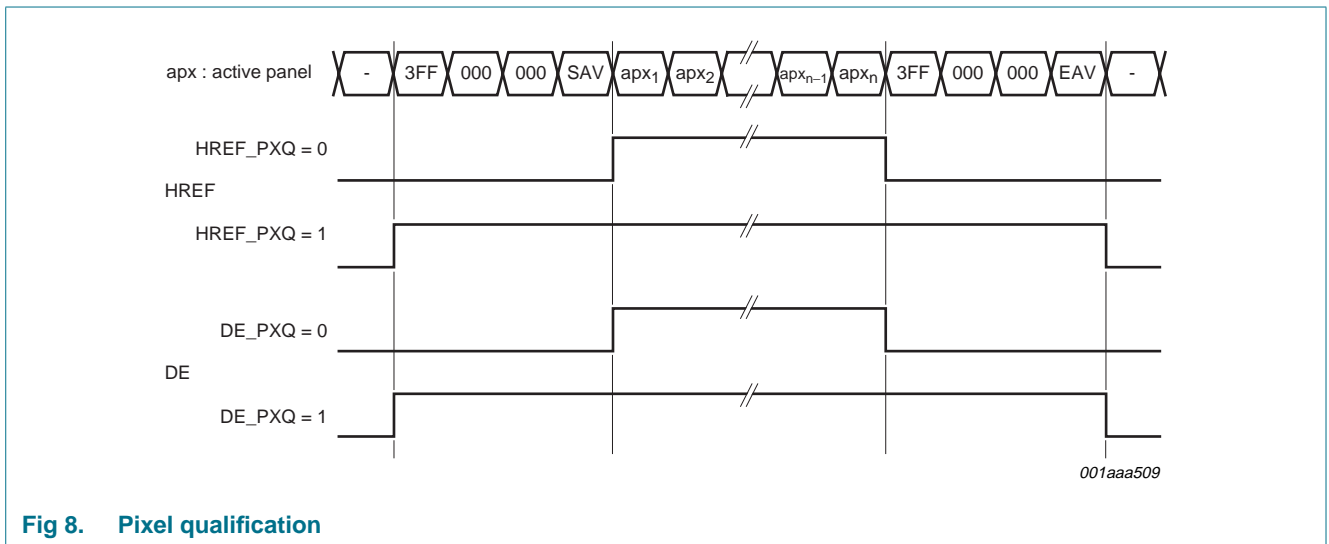 apx : active panel - 3FF 000 000 SAV apx1 apx2 apxn–1 apxn 3FF 000 000 EAV -
HREF_PXQ = 0
HREF
HREF_PXQ = 1
DE_PXQ = 0
DE
DE_PXQ = 1
001aaa509
Fig 8. Pixel qualification